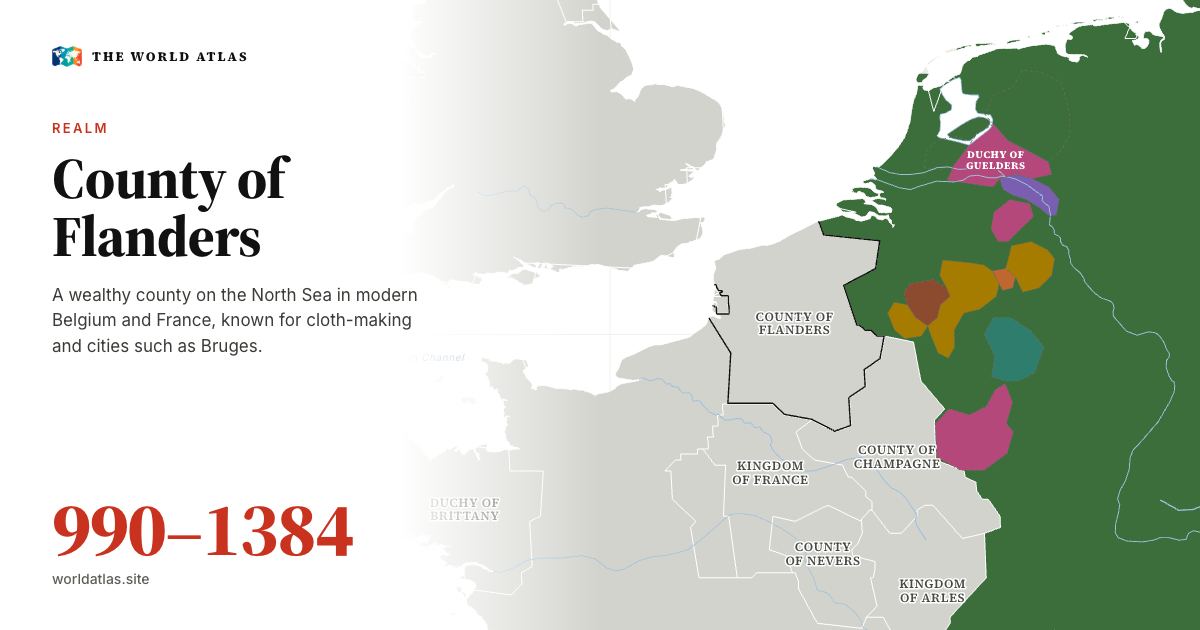 THE WORLD ATLAS
REALM
County of
Flanders
A wealthy county on the North Sea in modern
Belgium and France, known for cloth-making
and cities such as Bruges.
990–1384
worldatlas.site
DUCHY OF
GUELDERS
COUNTY OF
FLANDERS
Channel
COUNTY OF
CHAMPAGNE
KINGDOM
OF FRANCE
DUCHY OF
BRITTANY
COUNTY
OF NEVERS
KINGDOM
OF ARLES